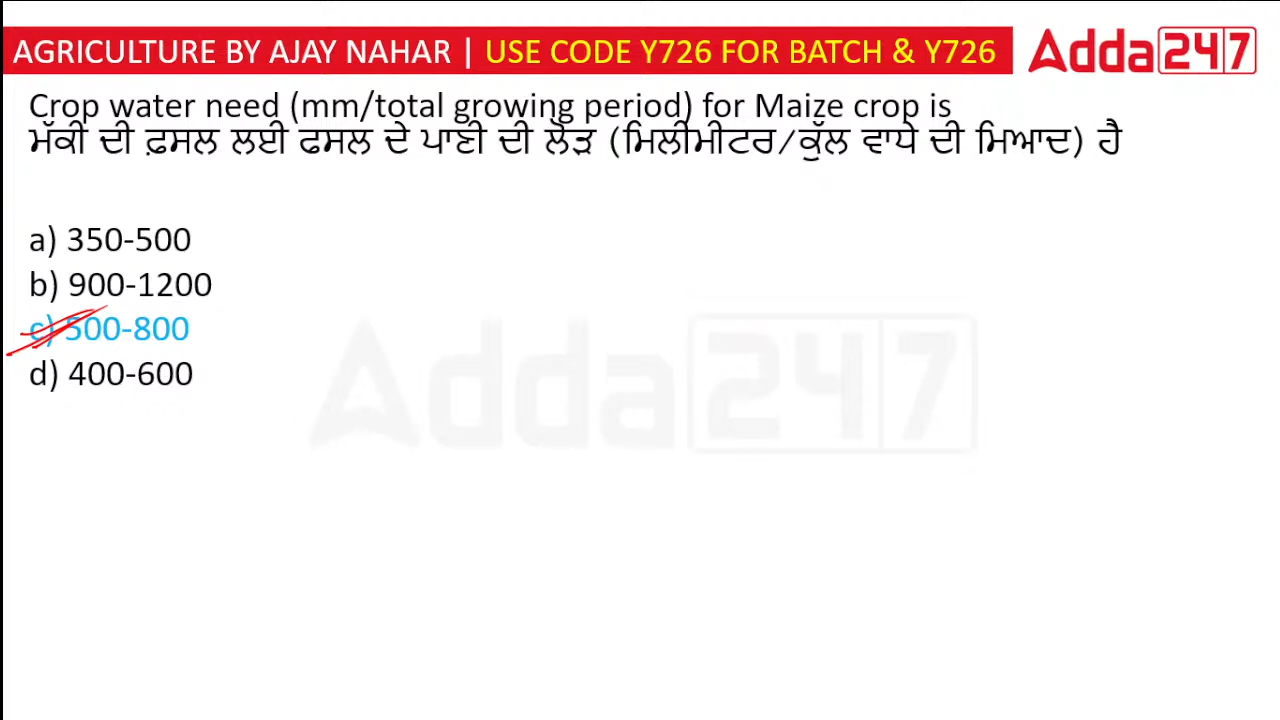 AGRICULTURE BY AJAY NAHAR | USE CODE Y726 FOR BATCH & Y726
Adda247
Crop water need (mm/total growing period) for Maize crop is
ਮੱਕੀ ਦੀ ਫ਼ਸਲ ਲਈ ਫਸਲ ਦੇ ਪਾਣੀ ਦੀ ਲੋੜ (ਮਿਲੀਮੀਟਰ/ਕੁੱਲ ਵਾਧੇ ਦੀ ਮਿਆਦ) ਹੈ
a) 350-500
b) 900-1200
c) 500-800
d) 400-600
Adda247